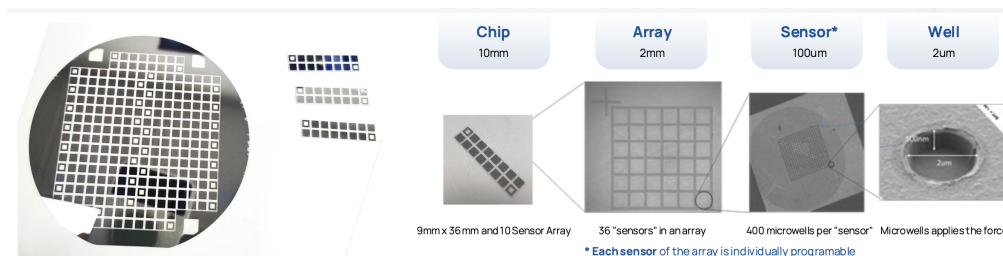 Chip
10mm
Array
2mm
Sensor*
100um
Well
2um
500nm
2um
9mm x 36mm and 10 Sensor Array
36 "sensors" in an array
400 microwells per "sensor"
Microwells applies the force
* Each sensor of the array is individually programable